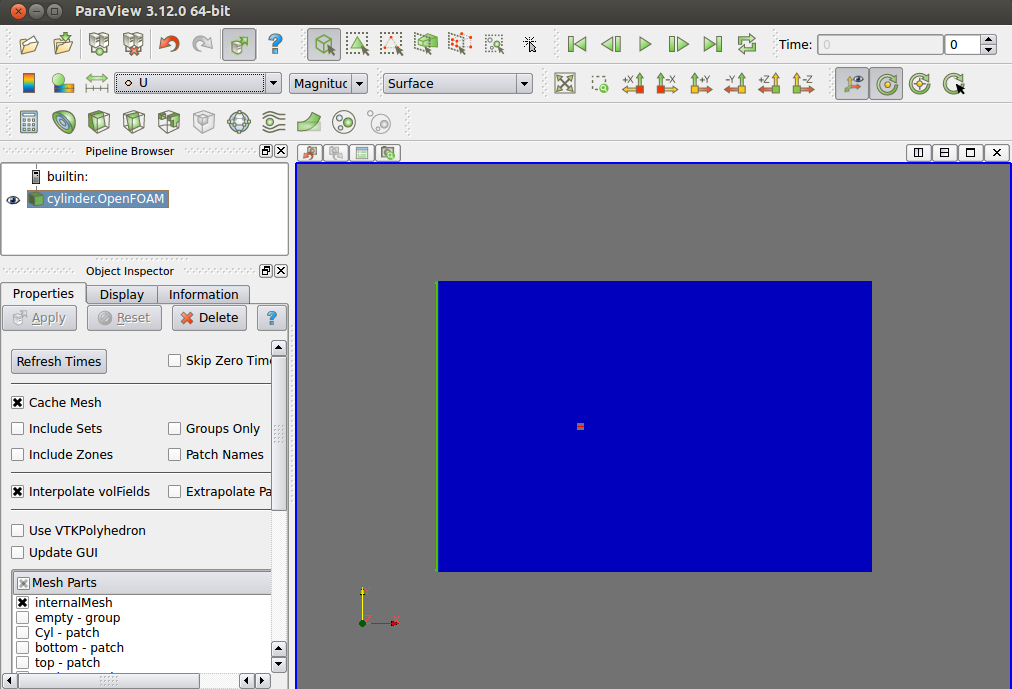 ParaView 3.12.0 64-bit
Time: 0 0
U Magnituc Surface
+X -X +Y -Y +Z -Z
Pipeline Browser
builtin:
cylinder.OpenFOAM
Object Inspector
Properties Display Information
Apply Reset Delete ?
Refresh Times Skip Zero Time
Cache Mesh
Include Sets Groups Only
Include Zones Patch Names
Interpolate volFields Extrapolate Pa
Use VTKPolyhedron
Update GUI
Mesh Parts
internalMesh
empty - group
Cyl - patch
bottom - patch
top - patch